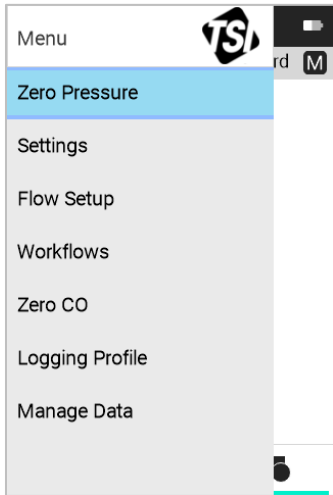 Menu
TSI
rd M
Zero Pressure
Settings
Flow Setup
Workflows
Zero CO
Logging Profile
Manage Data